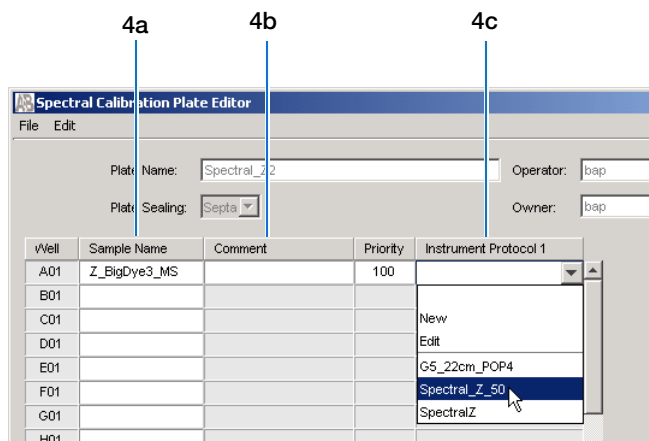 4a 4b 4c
AB Spectral Calibration Plate Editor
File Edit
Plate Name: Spectral_Z2 Operator: bap
Plate Sealing: Septa Owner: bap
Well Sample Name Comment Priority Instrument Protocol 1
A01 Z_BigDye3_MS 100
B01
C01 New
D01 Edit
E01 G5_22cm_POP4
F01 Spectral_Z_50
G01 SpectralZ
H01